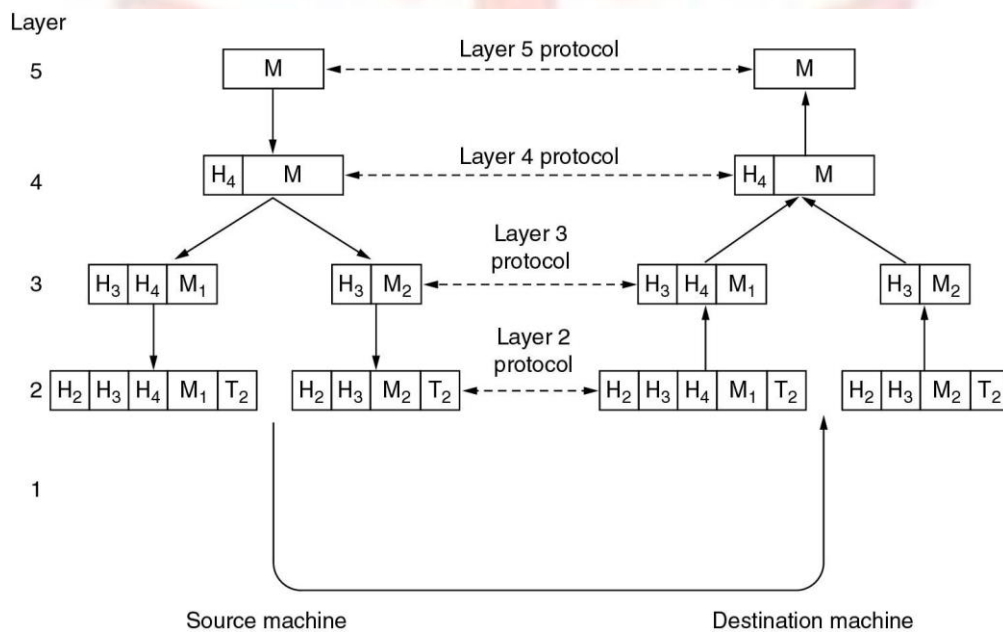 Layer
5
M
Layer 5 protocol
M
4
H₄ M
Layer 4 protocol
H₄ M
3
H₃ H₄ M₁
H₃ M₂
Layer 3
protocol
H₃ H₄ M₁
H₃ M₂
2
H₂ H₃ H₄ M₁ T₂
H₂ H₃ M₂ T₂
Layer 2
protocol
H₂ H₃ H₄ M₁ T₂
H₂ H₃ M₂ T₂
1
Source machine
Destination machine